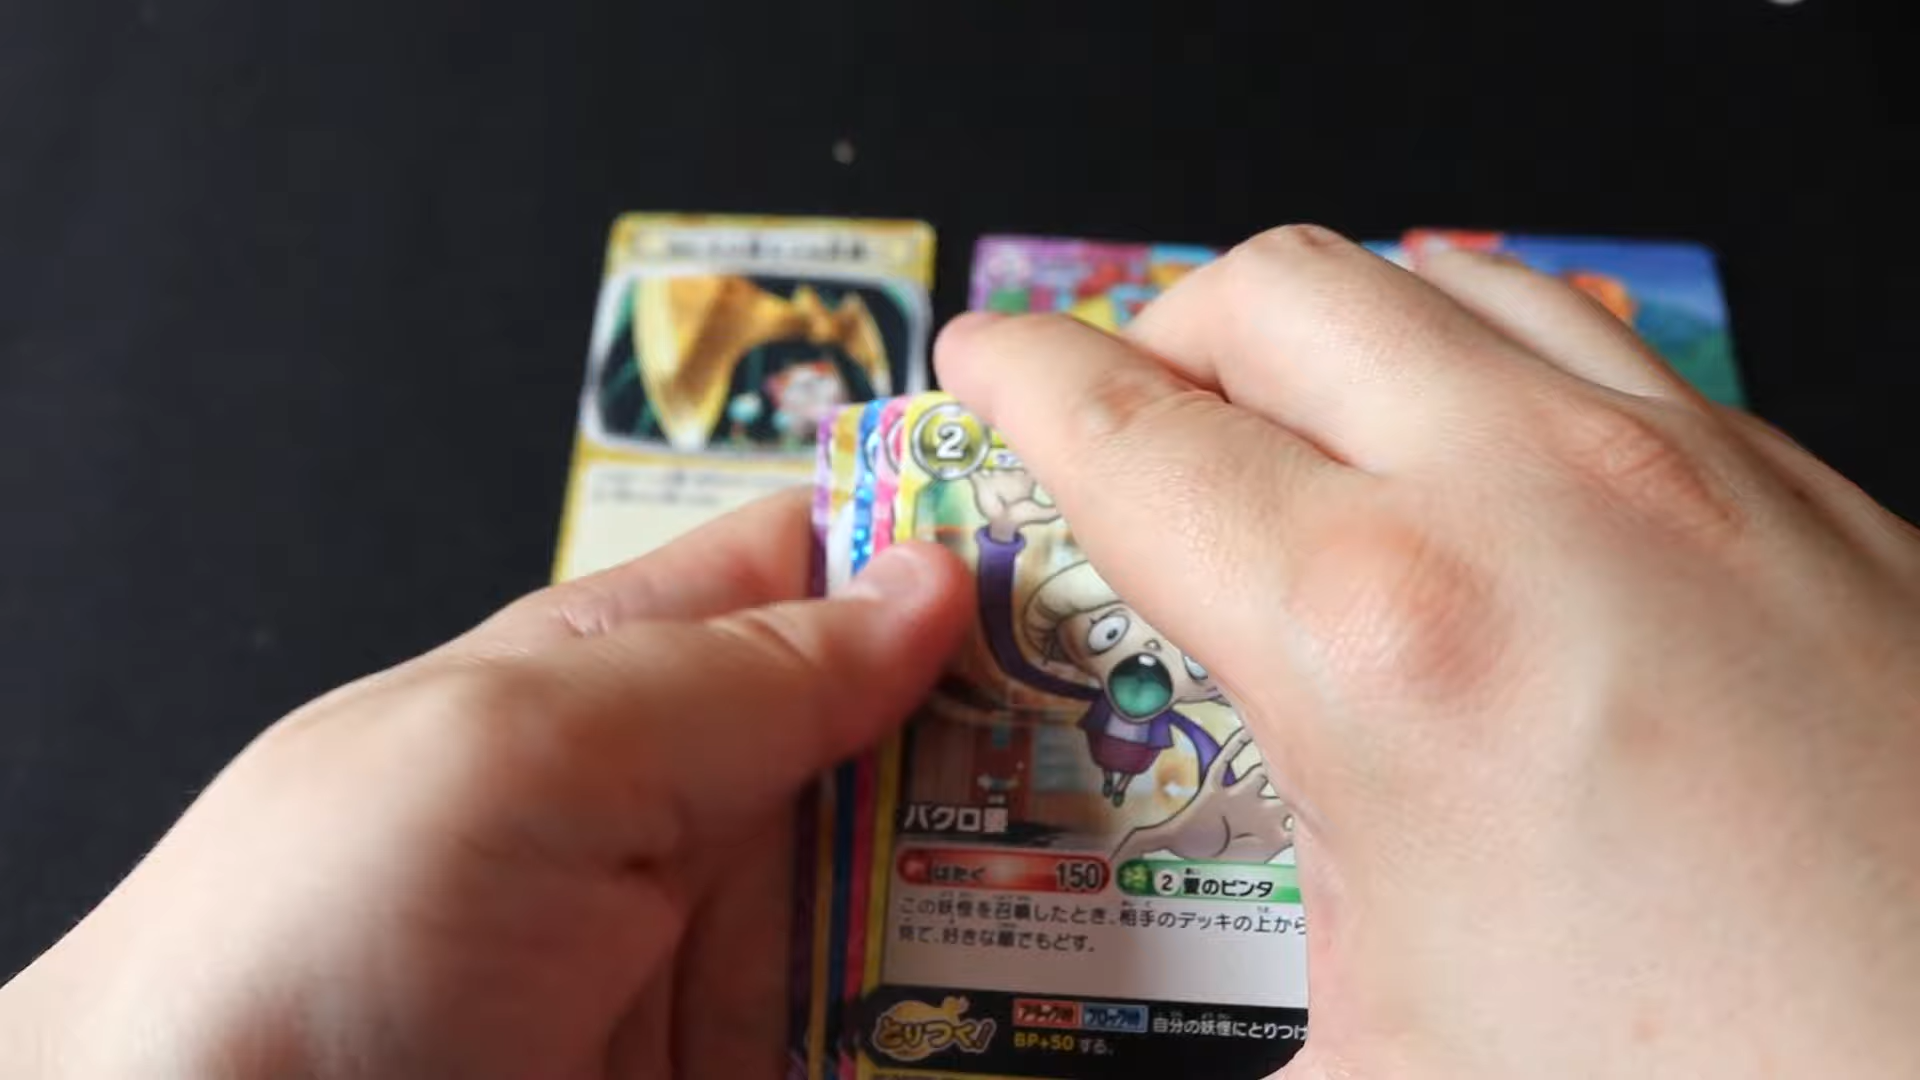 2
バクロ婆
はたく 150
2 愛のビンタ
この妖怪を召喚したとき、相手のデッキの上から
見て、好きな順でもどす。
とりつく!
アタック時 ブロック時 自分の妖怪にとりつけ
BP+50する。